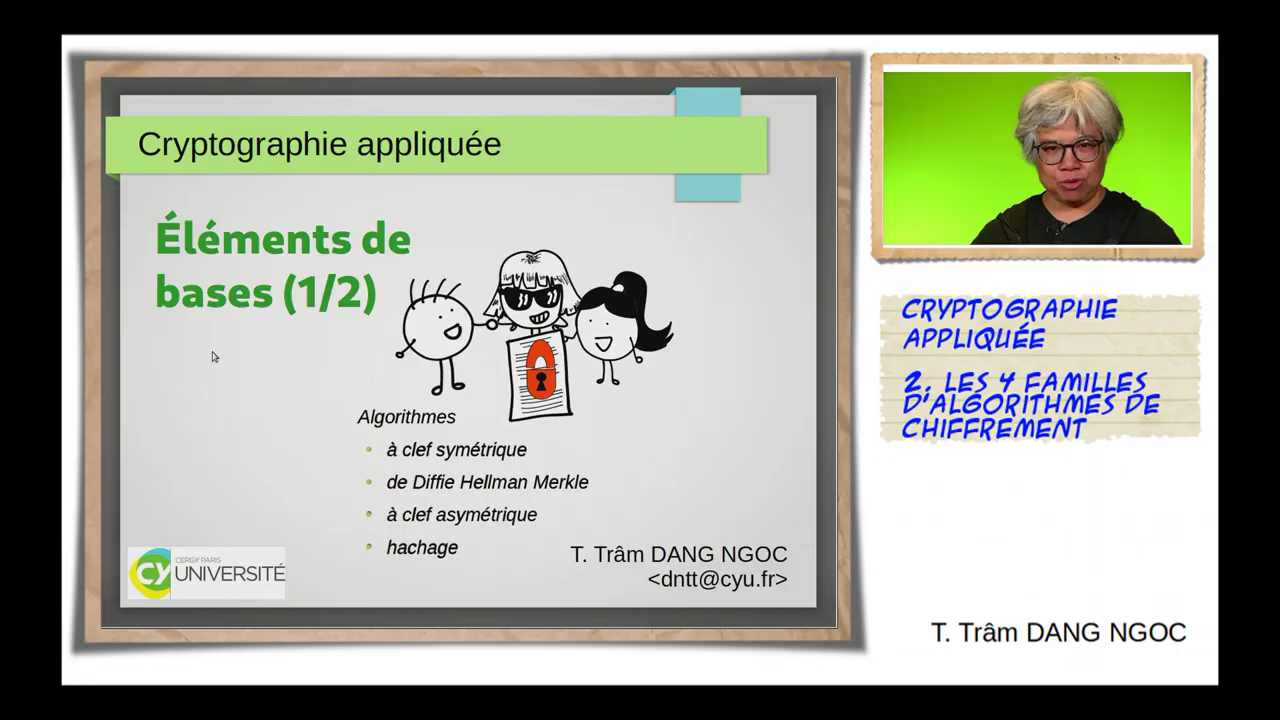 Cryptographie appliquée
Éléments de
bases (1/2)
Algorithmes
à clef symétrique
de Diffie Hellman Merkle
à clef asymétrique
hachage
CY
CERGY PARIS
UNIVERSITÉ
T. Trâm DANG NGOC
<dntt@cyu.fr>
CRYPTOGRAPHIE
APPLIQUÉE
2. LES 4 FAMILLES
D'ALGORITHMES DE
CHIFFREMENT
T. Trâm DANG NGOC